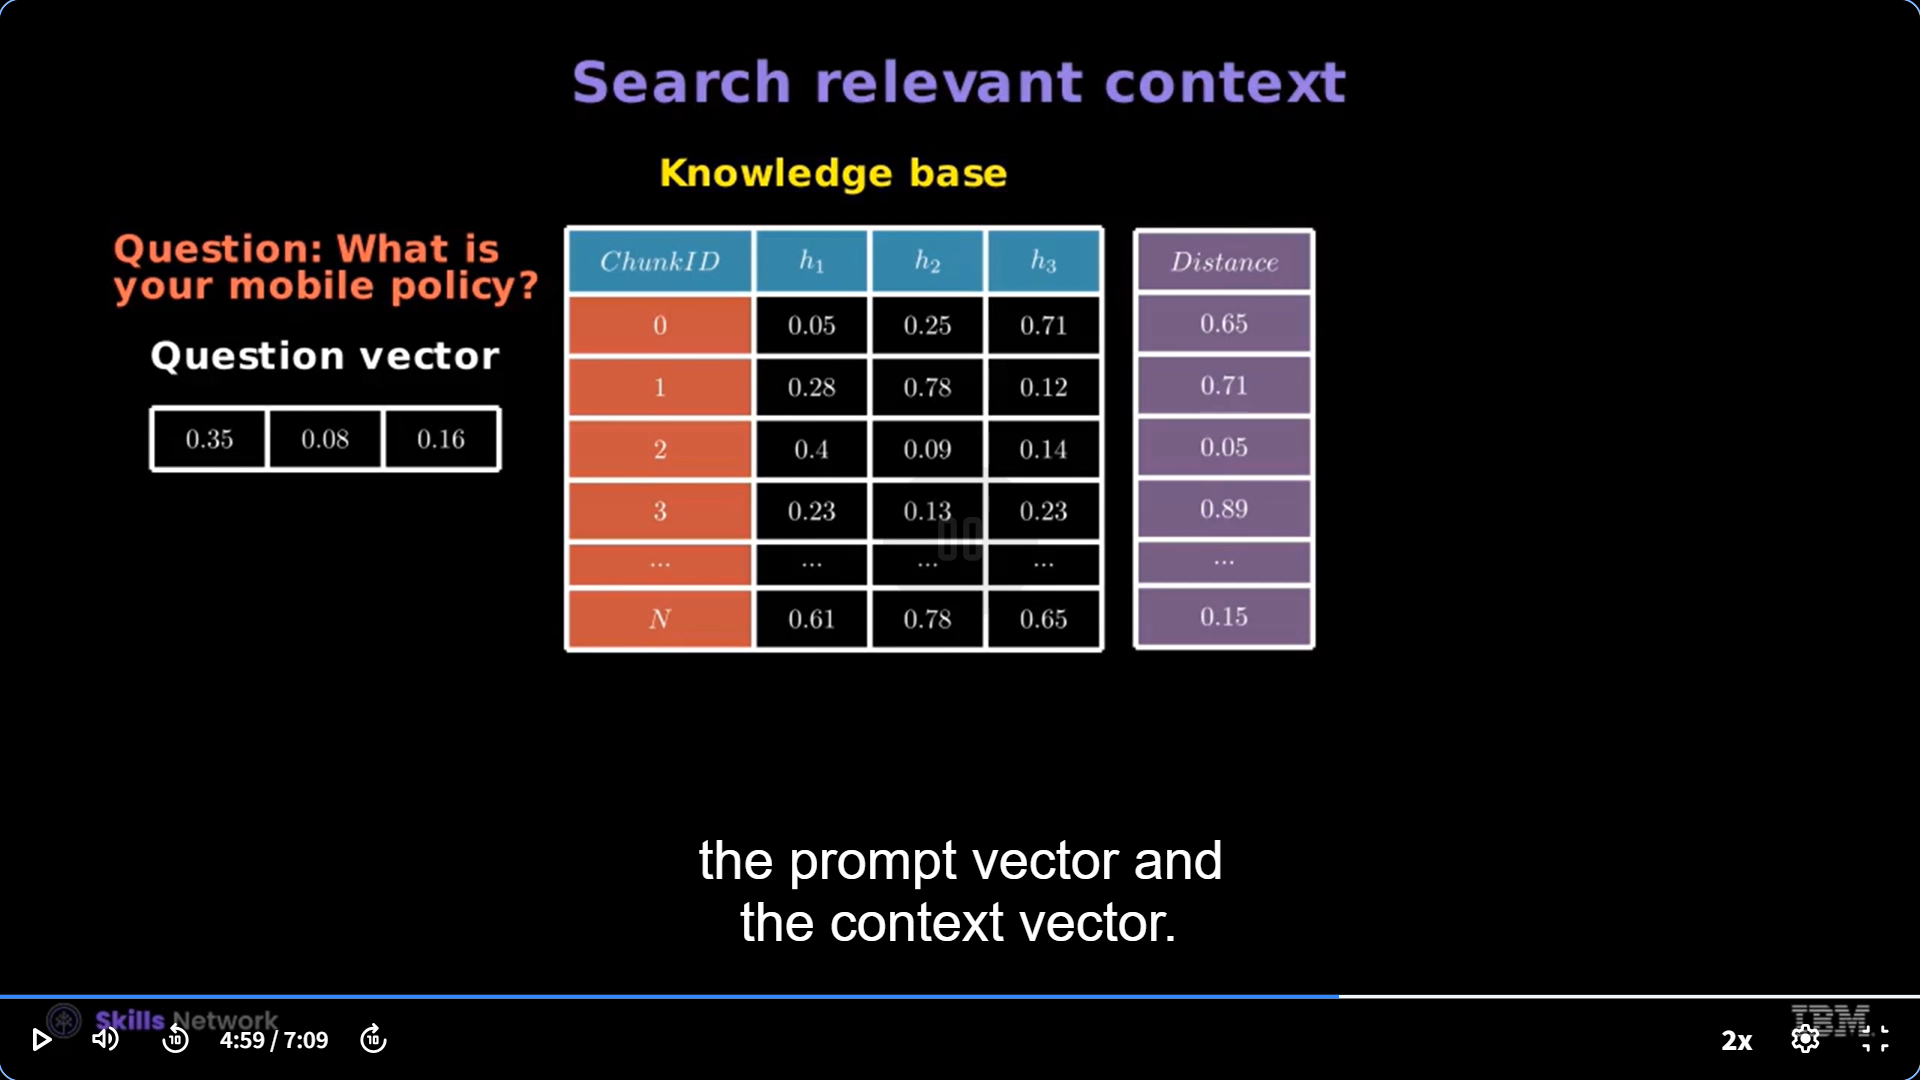 Search relevant context
Knowledge base
Question: What is
your mobile policy?
Question vector
0.35 0.08 0.16
ChunkID h₁ h₂ h₃ Distance
0 0.05 0.25 0.71 0.65
1 0.28 0.78 0.12 0.71
2 0.4 0.09 0.14 0.05
3 0.23 0.13 0.23 0.89
... ... ... ... ...
N 0.61 0.78 0.65 0.15
the prompt vector and
the context vector.
Skills Network
IBM
10 4:59 / 7:09 10 2x